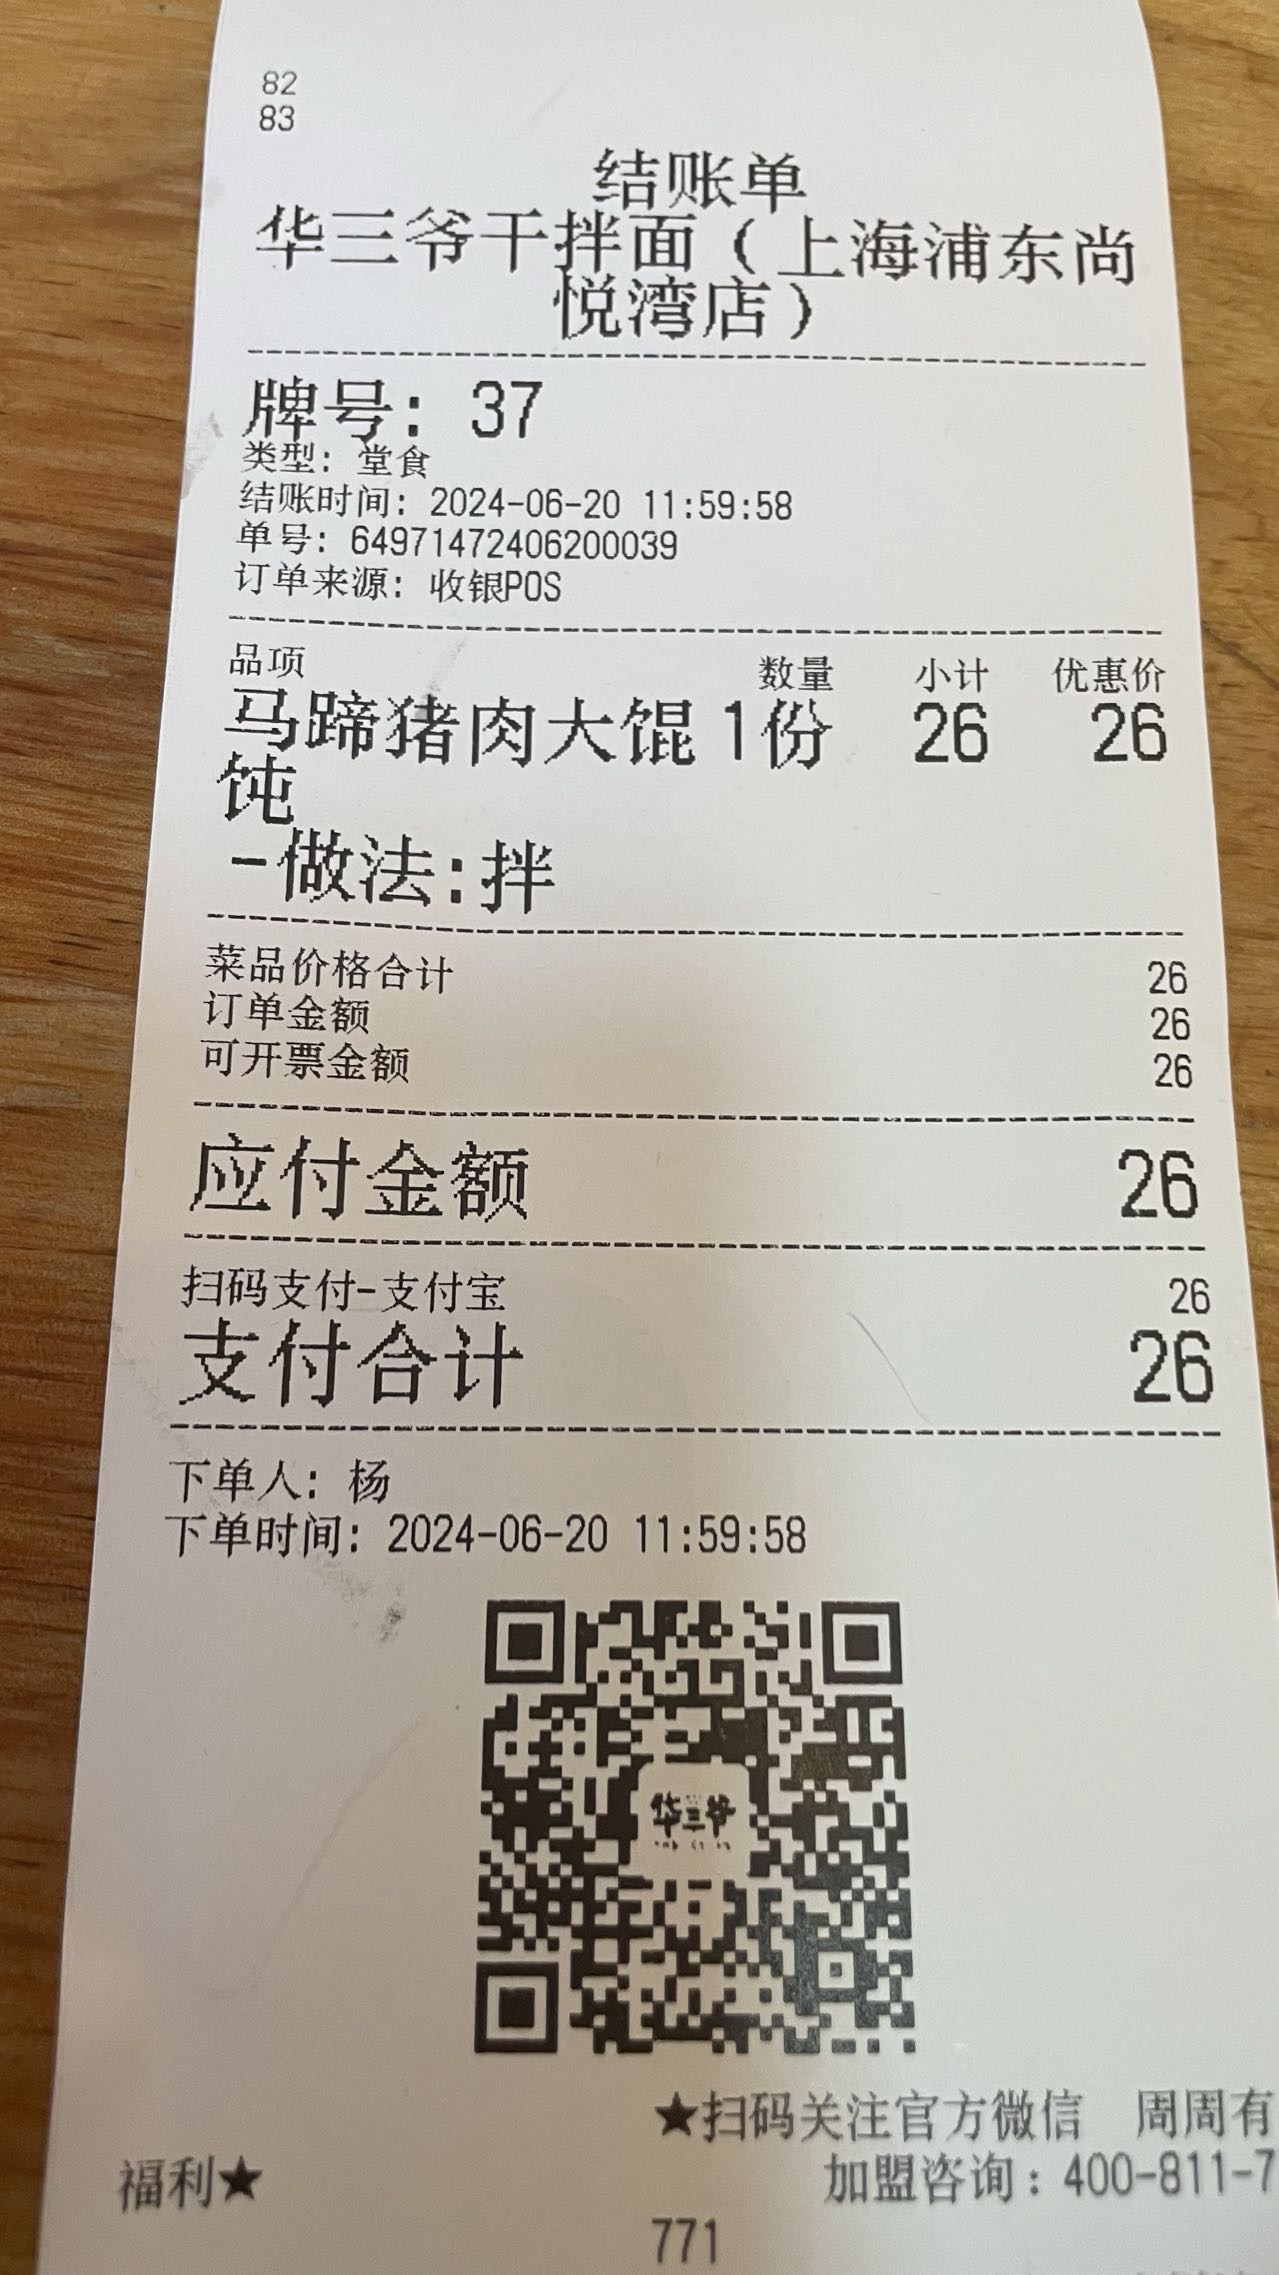 82
83
结账单
华三爷干拌面（上海浦东尚
悦湾店）
牌号: 37
类型: 堂食
结账时间: 2024-06-20 11:59:58
单号: 64971472406200039
订单来源: 收银POS
品项 数量 小计 优惠价
马蹄猪肉大馄 1份 26 26
饨
-做法:拌
菜品价格合计 26
订单金额 26
可开票金额 26
应付金额 26
扫码支付-支付宝 26
支付合计 26
下单人: 杨
下单时间: 2024-06-20 11:59:58
华三爷
★扫码关注官方微信 周周有
福利★ 加盟咨询：400-811-7
771